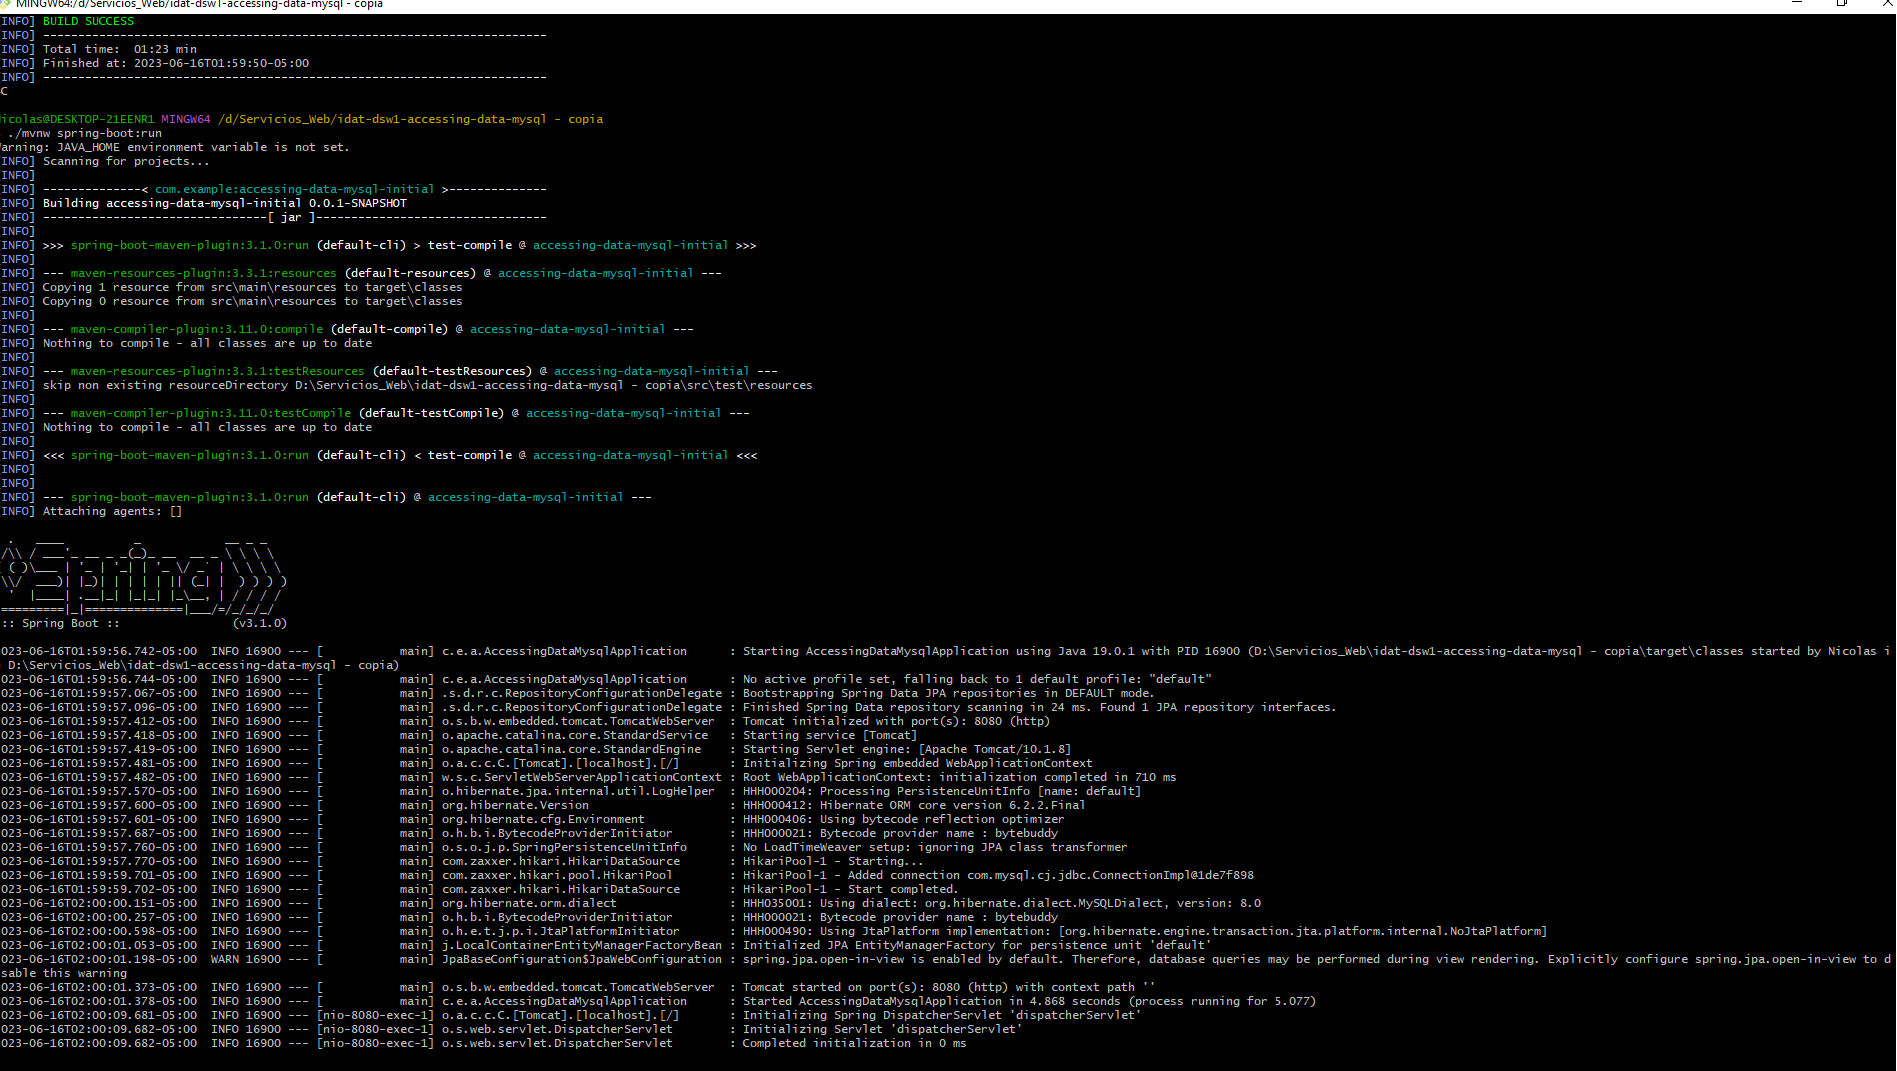 MINGW64:/d/Servicios_Web/idat-dsw1-accessing-data-mysql - copia
[INFO] BUILD SUCCESS
[INFO] ------------------------------------------------------------------------
[INFO] Total time:  01:23 min
[INFO] Finished at: 2023-06-16T01:59:50-05:00
[INFO] ------------------------------------------------------------------------
C
icolas@DESKTOP-21EENR1 MINGW64 /d/Servicios_Web/idat-dsw1-accessing-data-mysql - copia
./mvnw spring-boot:run
arning: JAVA_HOME environment variable is not set.
[INFO] Scanning for projects...
[INFO]
[INFO] --------------< com.example:accessing-data-mysql-initial >--------------
[INFO] Building accessing-data-mysql-initial 0.0.1-SNAPSHOT
[INFO] --------------------------------[ jar ]---------------------------------
[INFO]
[INFO] >>> spring-boot-maven-plugin:3.1.0:run (default-cli) > test-compile @ accessing-data-mysql-initial >>>
[INFO]
[INFO] --- maven-resources-plugin:3.3.1:resources (default-resources) @ accessing-data-mysql-initial ---
[INFO] Copying 1 resource from src\main\resources to target\classes
[INFO] Copying 0 resource from src\main\resources to target\classes
[INFO]
[INFO] --- maven-compiler-plugin:3.11.0:compile (default-compile) @ accessing-data-mysql-initial ---
[INFO] Nothing to compile - all classes are up to date
[INFO]
[INFO] --- maven-resources-plugin:3.3.1:testResources (default-testResources) @ accessing-data-mysql-initial ---
[INFO] skip non existing resourceDirectory D:\Servicios_Web\idat-dsw1-accessing-data-mysql - copia\src\test\resources
[INFO]
[INFO] --- maven-compiler-plugin:3.11.0:testCompile (default-testCompile) @ accessing-data-mysql-initial ---
[INFO] Nothing to compile - all classes are up to date
[INFO]
[INFO] <<< spring-boot-maven-plugin:3.1.0:run (default-cli) < test-compile @ accessing-data-mysql-initial <<<
[INFO]
[INFO]
[INFO] --- spring-boot-maven-plugin:3.1.0:run (default-cli) @ accessing-data-mysql-initial ---
[INFO] Attaching agents: []
  .   ____          _            __ _ _
/\\ / ___'_ __ _ _(_)_ __  __ _ \ \ \ \
( )\___ | '_ | '_| | '_ \/ _` | \ \ \ \
\\/  ___)| |_)| | | | | || (_| |  ) ) ) )
 '  |____| .__|_| |_|_| |_\__, | / / / /
=========|_|==============|___/=/_/_/_/
:: Spring Boot ::                (v3.1.0)
023-06-16T01:59:56.742-05:00  INFO 16900 --- [           main] c.e.a.AccessingDataMysqlApplication      : Starting AccessingDataMysqlApplication using Java 19.0.1 with PID 16900 (D:\Servicios_Web\idat-dsw1-accessing-data-mysql - copia\target\classes started by Nicolas i
D:\Servicios_Web\idat-dsw1-accessing-data-mysql - copia)
023-06-16T01:59:56.744-05:00  INFO 16900 --- [           main] c.e.a.AccessingDataMysqlApplication      : No active profile set, falling back to 1 default profile: "default"
023-06-16T01:59:57.067-05:00  INFO 16900 --- [           main] .s.d.r.c.RepositoryConfigurationDelegate : Bootstrapping Spring Data JPA repositories in DEFAULT mode.
023-06-16T01:59:57.096-05:00  INFO 16900 --- [           main] .s.d.r.c.RepositoryConfigurationDelegate : Finished Spring Data repository scanning in 24 ms. Found 1 JPA repository interfaces.
023-06-16T01:59:57.412-05:00  INFO 16900 --- [           main] o.s.b.w.embedded.tomcat.TomcatWebServer  : Tomcat initialized with port(s): 8080 (http)
023-06-16T01:59:57.418-05:00  INFO 16900 --- [           main] o.apache.catalina.core.StandardService   : Starting service [Tomcat]
023-06-16T01:59:57.419-05:00  INFO 16900 --- [           main] o.apache.catalina.core.StandardEngine    : Starting Servlet engine: [Apache Tomcat/10.1.8]
023-06-16T01:59:57.481-05:00  INFO 16900 --- [           main] o.a.c.c.C.[Tomcat].[localhost].[/]       : Initializing Spring embedded WebApplicationContext
023-06-16T01:59:57.482-05:00  INFO 16900 --- [           main] w.s.c.ServletWebServerApplicationContext : Root WebApplicationContext: initialization completed in 710 ms
023-06-16T01:59:57.570-05:00  INFO 16900 --- [           main] o.hibernate.jpa.internal.util.LogHelper  : HHH000204: Processing PersistenceUnitInfo [name: default]
023-06-16T01:59:57.600-05:00  INFO 16900 --- [           main] org.hibernate.Version                    : HHH000412: Hibernate ORM core version 6.2.2.Final
023-06-16T01:59:57.601-05:00  INFO 16900 --- [           main] org.hibernate.cfg.Environment            : HHH000406: Using bytecode reflection optimizer
023-06-16T01:59:57.687-05:00  INFO 16900 --- [           main] o.h.b.i.BytecodeProviderInitiator        : HHH000021: Bytecode provider name : bytebuddy
023-06-16T01:59:57.760-05:00  INFO 16900 --- [           main] o.s.o.j.p.SpringPersistenceUnitInfo      : No LoadTimeWeaver setup: ignoring JPA class transformer
023-06-16T01:59:57.770-05:00  INFO 16900 --- [           main] com.zaxxer.hikari.HikariDataSource       : HikariPool-1 - Starting...
023-06-16T01:59:59.701-05:00  INFO 16900 --- [           main] com.zaxxer.hikari.pool.HikariPool        : HikariPool-1 - Added connection com.mysql.cj.jdbc.ConnectionImpl@1de7f898
023-06-16T01:59:59.702-05:00  INFO 16900 --- [           main] com.zaxxer.hikari.HikariDataSource       : HikariPool-1 - Start completed.
023-06-16T02:00:00.151-05:00  INFO 16900 --- [           main] org.hibernate.orm.dialect                : HHH035001: Using dialect: org.hibernate.dialect.MySQLDialect, version: 8.0
023-06-16T02:00:00.257-05:00  INFO 16900 --- [           main] o.h.b.i.BytecodeProviderInitiator        : HHH000021: Bytecode provider name : bytebuddy
023-06-16T02:00:00.598-05:00  INFO 16900 --- [           main] o.h.e.t.j.p.i.JtaPlatformInitiator       : HHH000490: Using JtaPlatform implementation: [org.hibernate.engine.transaction.jta.platform.internal.NoJtaPlatform]
023-06-16T02:00:01.053-05:00  INFO 16900 --- [           main] j.LocalContainerEntityManagerFactoryBean : Initialized JPA EntityManagerFactory for persistence unit 'default'
023-06-16T02:00:01.198-05:00  WARN 16900 --- [           main] JpaBaseConfiguration$JpaWebConfiguration : spring.jpa.open-in-view is enabled by default. Therefore, database queries may be performed during view rendering. Explicitly configure spring.jpa.open-in-view to d
sable this warning
023-06-16T02:00:01.373-05:00  INFO 16900 --- [           main] o.s.b.w.embedded.tomcat.TomcatWebServer  : Tomcat started on port(s): 8080 (http) with context path ''
023-06-16T02:00:01.378-05:00  INFO 16900 --- [           main] c.e.a.AccessingDataMysqlApplication      : Started AccessingDataMysqlApplication in 4.868 seconds (process running for 5.077)
023-06-16T02:00:09.681-05:00  INFO 16900 --- [nio-8080-exec-1] o.a.c.c.C.[Tomcat].[localhost].[/]       : Initializing Spring DispatcherServlet 'dispatcherServlet'
023-06-16T02:00:09.682-05:00  INFO 16900 --- [nio-8080-exec-1] o.s.web.servlet.DispatcherServlet        : Initializing Servlet 'dispatcherServlet'
023-06-16T02:00:09.682-05:00  INFO 16900 --- [nio-8080-exec-1] o.s.web.servlet.DispatcherServlet        : Completed initialization in 0 ms